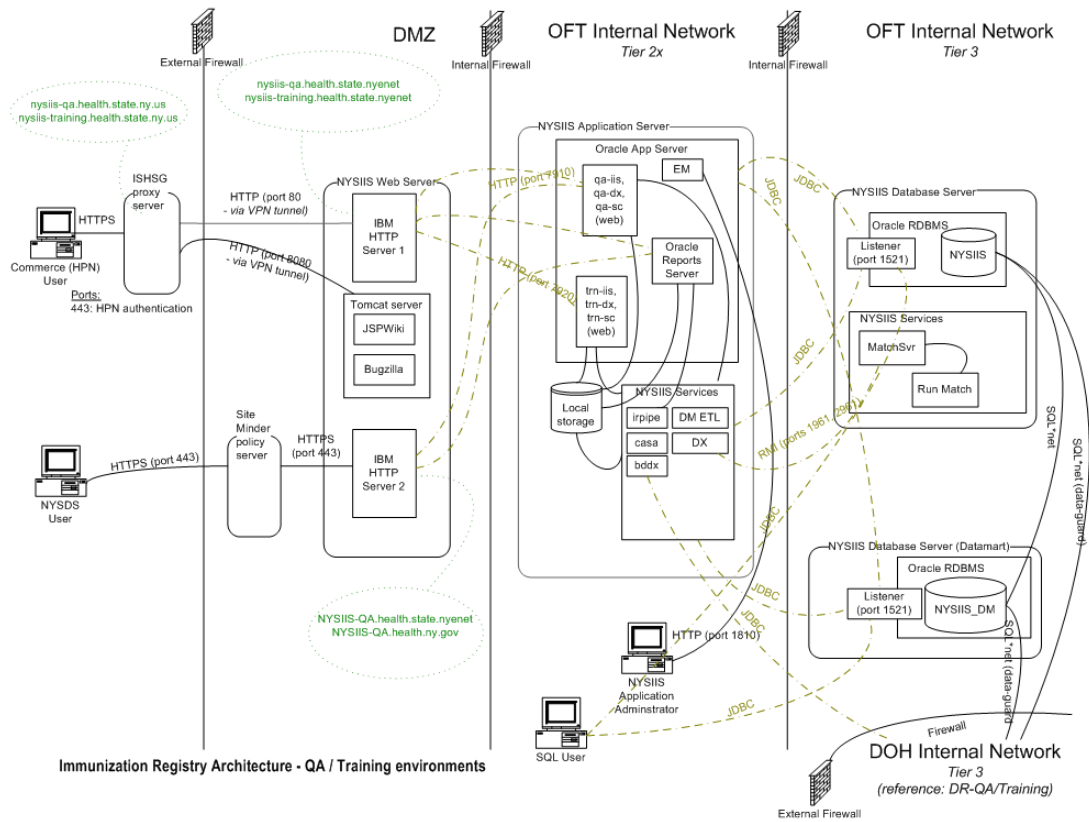 DMZ
OFT Internal Network
Tier 2x
OFT Internal Network
Tier 3
External Firewall
Internal Firewall
Internal Firewall
nysiis-qa.health.state.ny.us
nysiis-training.health.state.ny.us
nysiis-qa.health.state.nyenet
nysiis-training.health.state.nyenet
ISHSG
proxy
server
HTTPS
Commerce (HPN)
User
Ports:
443: HPN authentication
HTTP (port 80
- via VPN tunnel)
HTTP (port 8080
- via VPN tunnel)
NYSIIS Web Server
IBM
HTTP
Server 1
Tomcat server
JSPWiki
Bugzilla
IBM
HTTP
Server 2
Site
Minder
policy
server
HTTPS
(port 443)
HTTPS (port 443)
NYSDS
User
NYSIIS-QA.health.state.nyenet
NYSIIS-QA.health.ny.gov
HTTP (port 7910)
HTTP (port 7920)
NYSIIS Application Server
Oracle App Server
qa-iis,
qa-dx,
qa-sc
(web)
EM
Oracle
Reports
Server
trn-iis,
trn-dx,
trn-sc
(web)
Local
storage
NYSIIS Services
irpipe
DM ETL
casa
DX
bddx
JDBC
JDBC
JDBC
RMI (ports 1961, 2961)
JDBC
JDBC
JDBC
JDBC
HTTP (port 1810)
NYSIIS
Application
Adminstrator
SQL User
NYSIIS Database Server
Oracle RDBMS
Listener
(port 1521)
NYSIIS
NYSIIS Services
MatchSvr
Run Match
SQL*net
SQL*net (data-guard)
NYSIIS Database Server (Datamart)
Oracle RDBMS
Listener
(port 1521)
NYSIIS_DM
SQL*net (data-guard
Firewall
DOH Internal Network
Tier 3
(reference: DR-QA/Training)
External Firewall
Immunization Registry Architecture - QA / Training environments